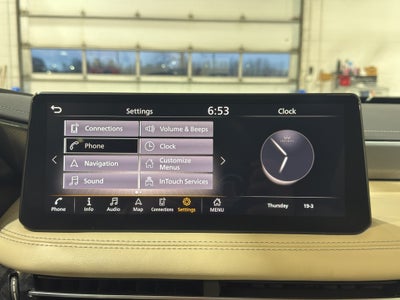 Settings 6:53 Clock
Connections Volume & Beeps
Phone Clock
Navigation Customize Menus
Sound InTouch Services
Thursday 19-3
Phone Info Audio Map Connections Settings MENU